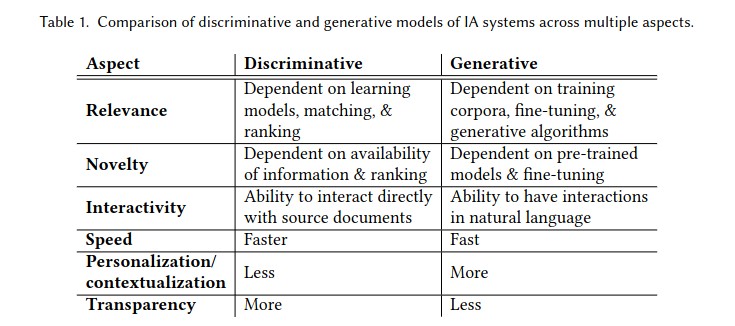 Table 1. Comparison of discriminative and generative models of IA systems across multiple aspects.
Aspect Discriminative Generative
Relevance Dependent on learning models, matching, & ranking Dependent on training corpora, fine-tuning, & generative algorithms
Novelty Dependent on availability of information & ranking Dependent on pre-trained models & fine-tuning
Interactivity Ability to interact directly with source documents Ability to have interactions in natural language
Speed Faster Fast
Personalization/ contextualization Less More
Transparency More Less